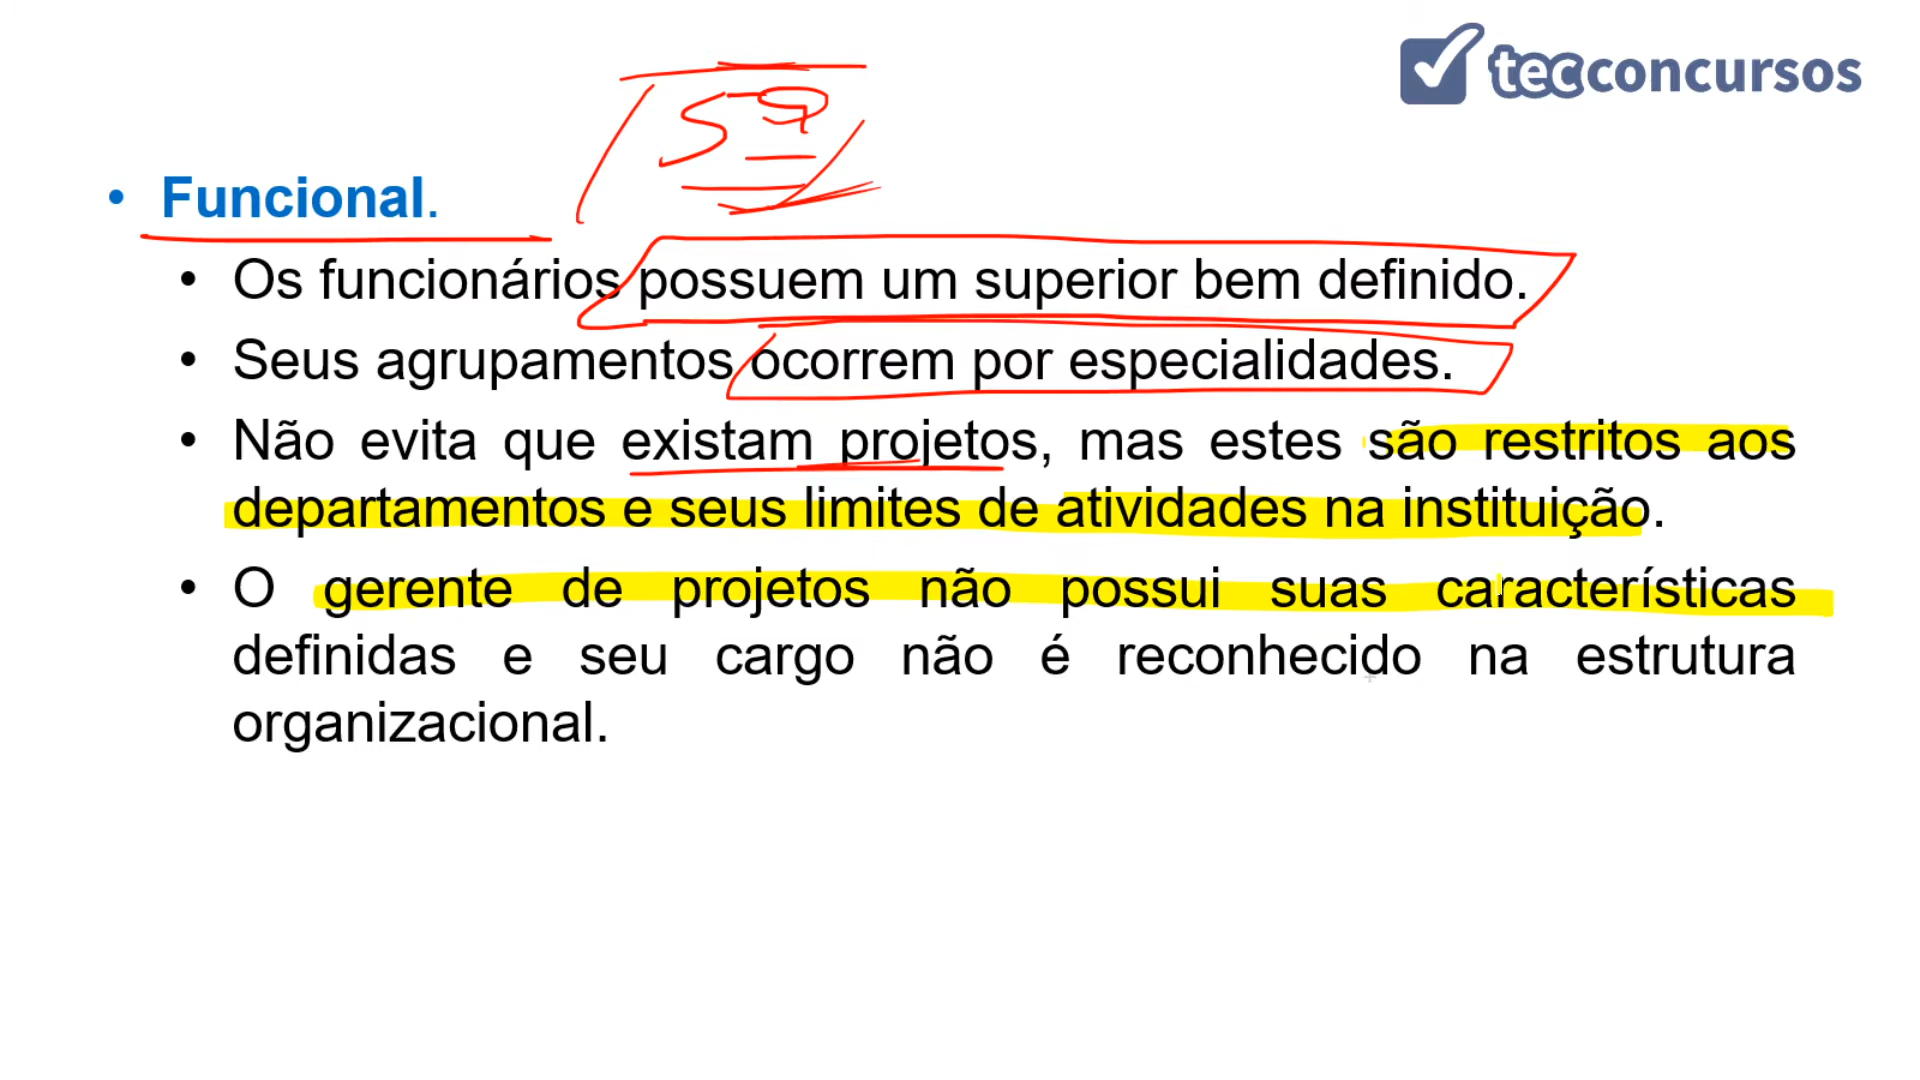 tecconcursos
5ª
• Funcional.
• Os funcionários possuem um superior bem definido.
• Seus agrupamentos ocorrem por especialidades.
• Não evita que existam projetos, mas estes são restritos aos
departamentos e seus limites de atividades na instituição.
• O gerente de projetos não possui suas características
definidas e seu cargo não é reconhecido na estrutura
organizacional.